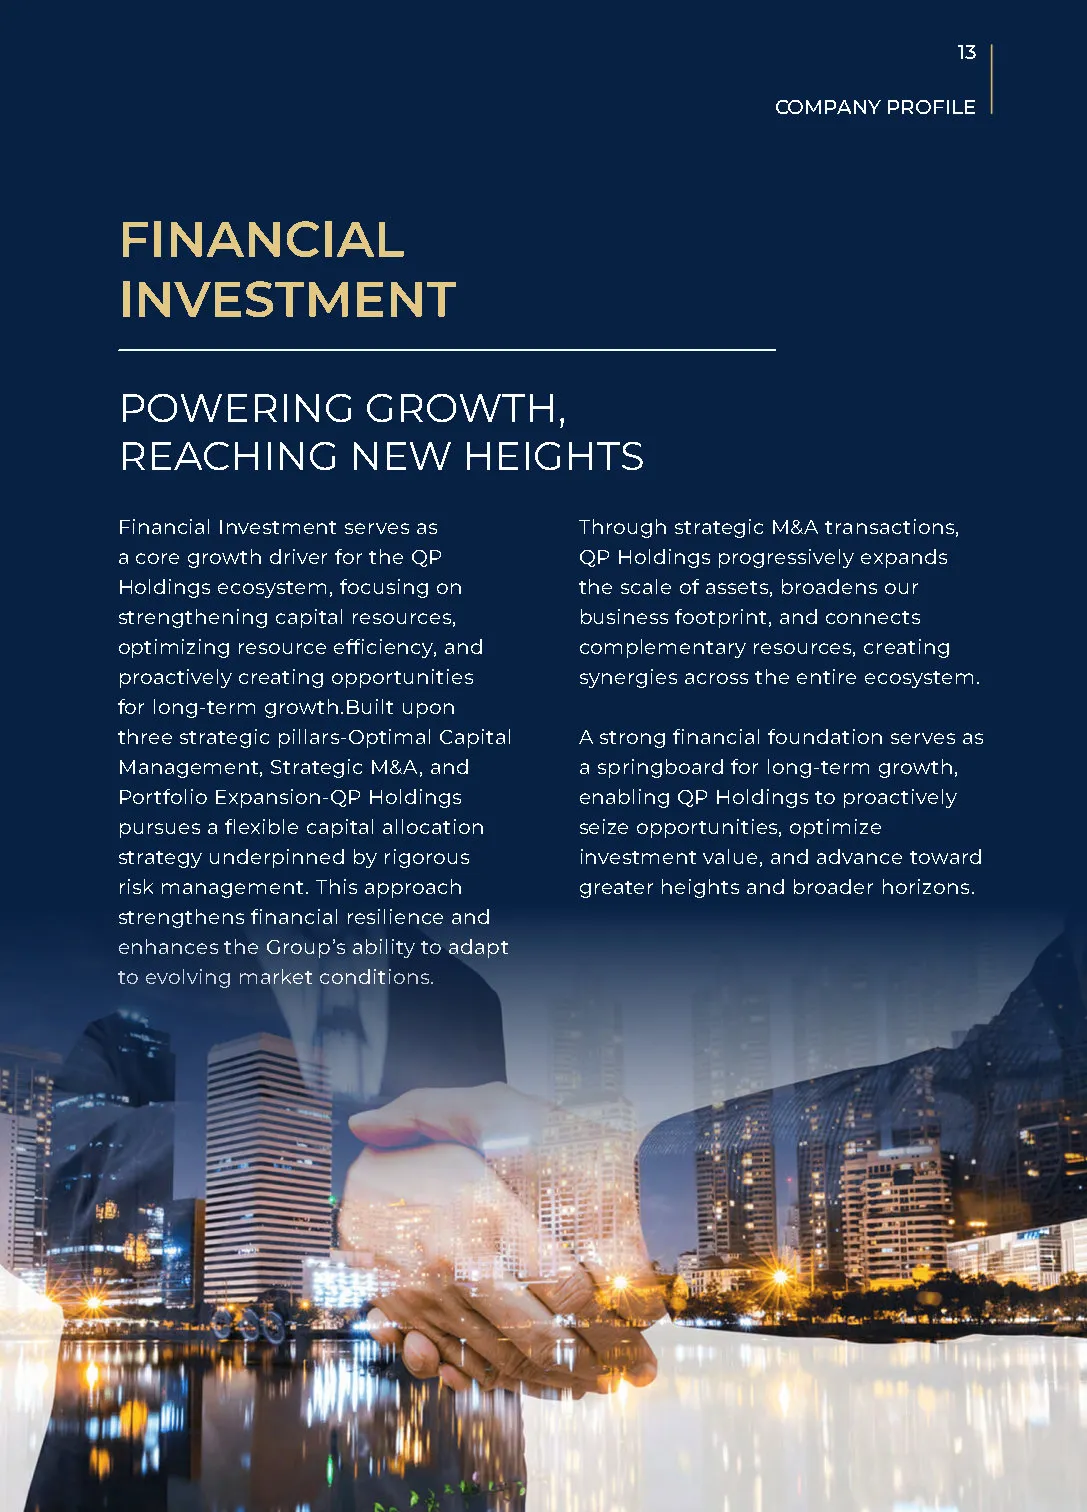 13
COMPANY PROFILE
FINANCIAL
INVESTMENT
POWERING GROWTH,
REACHING NEW HEIGHTS
Financial Investment serves as
a core growth driver for the QP
Holdings ecosystem, focusing on
strengthening capital resources,
optimizing resource efficiency, and
proactively creating opportunities
for long-term growth.Built upon
three strategic pillars-Optimal Capital
Management, Strategic M&A, and
Portfolio Expansion-QP Holdings
pursues a flexible capital allocation
strategy underpinned by rigorous
risk management. This approach
strengthens financial resilience and
enhances the Group’s ability to adapt
to evolving market conditions.
Through strategic M&A transactions,
QP Holdings progressively expands
the scale of assets, broadens our
business footprint, and connects
complementary resources, creating
synergies across the entire ecosystem.
A strong financial foundation serves as
a springboard for long-term growth,
enabling QP Holdings to proactively
seize opportunities, optimize
investment value, and advance toward
greater heights and broader horizons.